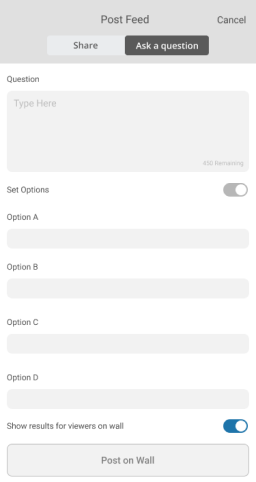 Post Feed
Cancel
Share
Ask a question
Question
Type Here
450 Remaining
Set Options
Option A
Option B
Option C
Option D
Show results for viewers on wall
Post on Wall